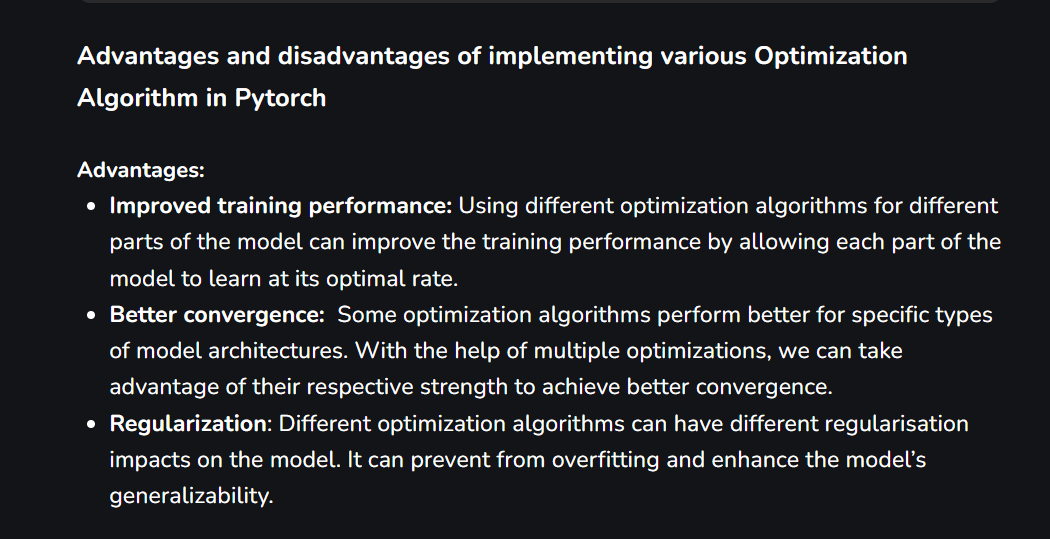 Advantages and disadvantages of implementing various Optimization
Algorithm in Pytorch
Advantages:
• Improved training performance: Using different optimization algorithms for different
parts of the model can improve the training performance by allowing each part of the
model to learn at its optimal rate.
• Better convergence:  Some optimization algorithms perform better for specific types
of model architectures. With the help of multiple optimizations, we can take
advantage of their respective strength to achieve better convergence.
• Regularization: Different optimization algorithms can have different regularisation
impacts on the model. It can prevent from overfitting and enhance the model’s
generalizability.